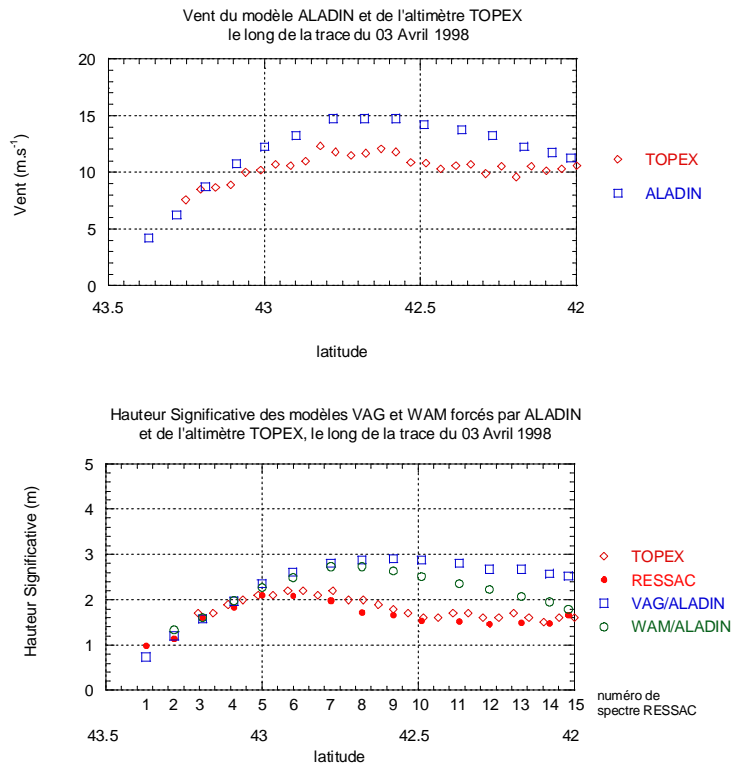 Vent du modèle ALADIN et de l'altimètre TOPEX
le long de la trace du 03 Avril 1998
20
15
10
5
0
Vent (m.s⁻¹)
43.5
43
42.5
42
latitude
TOPEX
ALADIN
Hauteur Significative des modèles VAG et WAM forcés par ALADIN
et de l'altimètre TOPEX, le long de la trace du 03 Avril 1998
5
4
3
2
1
0
Hauteur Significative (m)
1 2 3 4 5 6 7 8 9 10 11 12 13 14 15
numéro de
spectre RESSAC
43.5
43
42.5
42
latitude
TOPEX
RESSAC
VAG/ALADIN
WAM/ALADIN